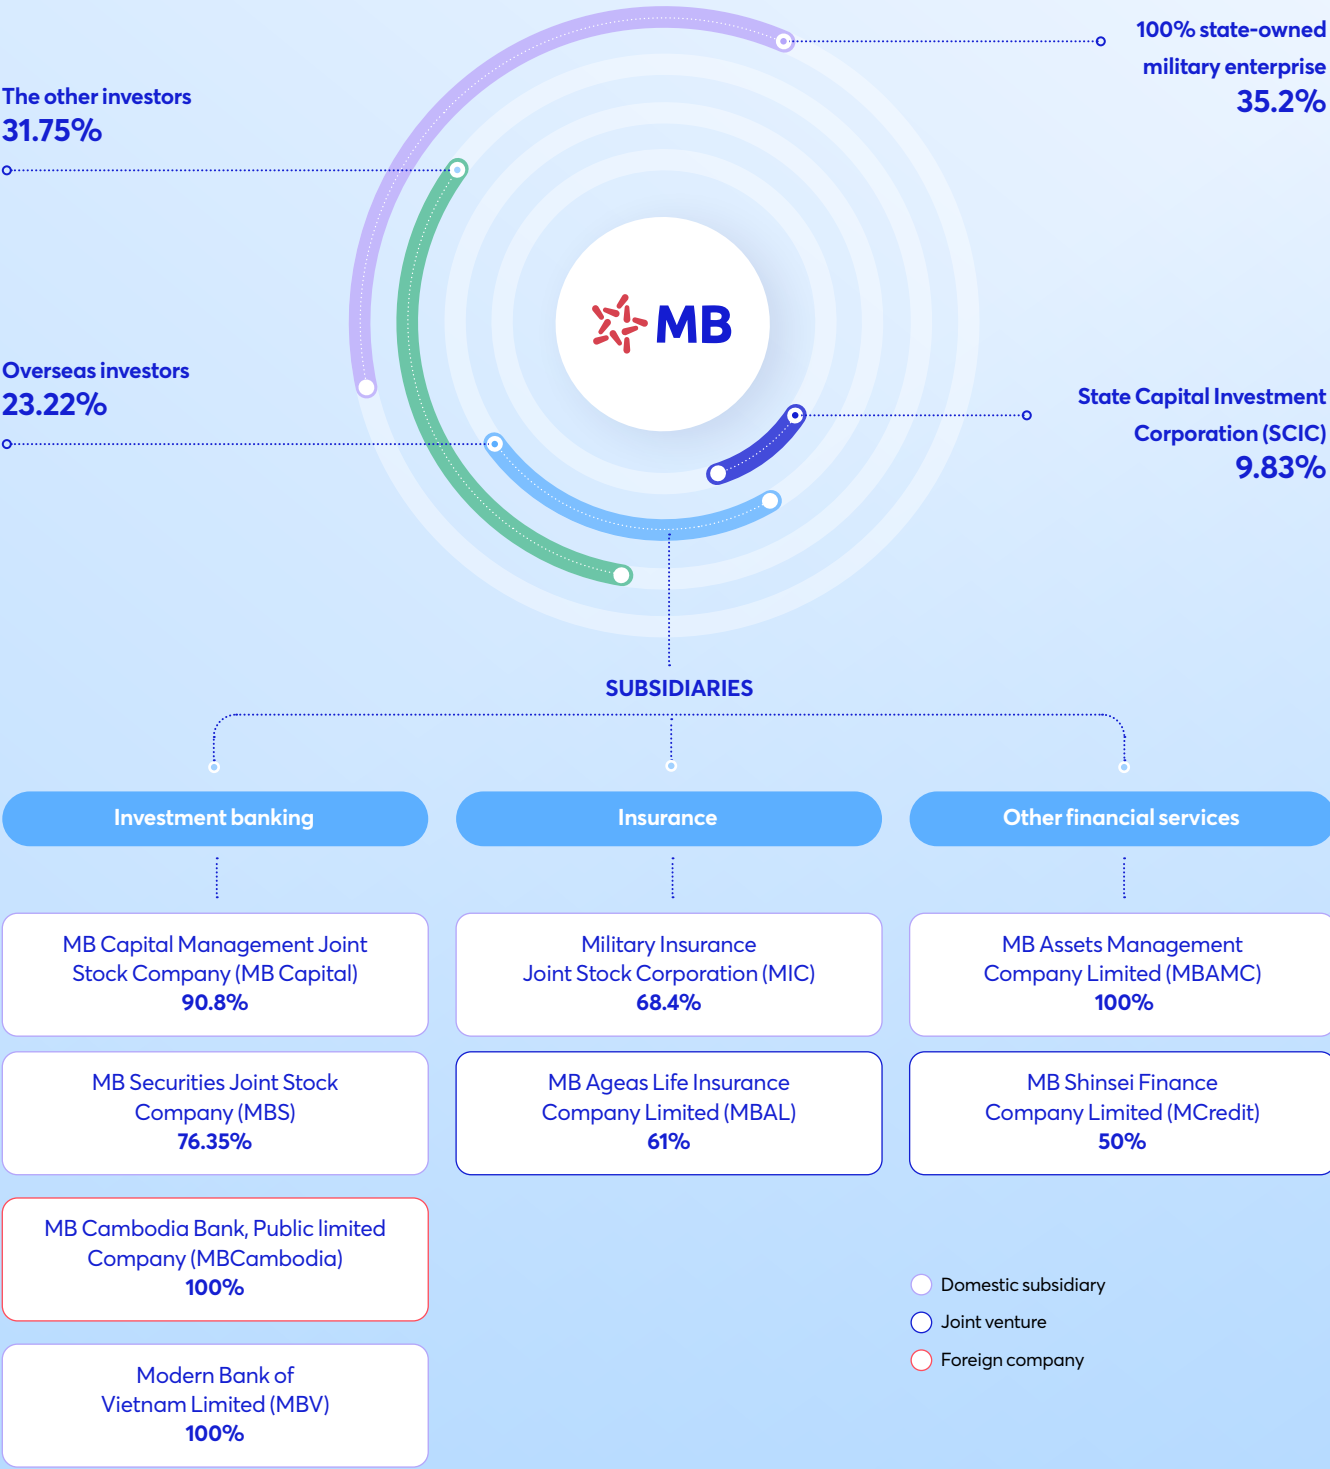 100% state-owned
military enterprise
35.2%
The other investors
31.75%
MB
Overseas investors
23.22%
State Capital Investment
Corporation (SCIC)
9.83%
SUBSIDIARIES
Investment banking
Insurance
Other financial services
MB Capital Management Joint
Stock Company (MB Capital)
90.8%
Military Insurance
Joint Stock Corporation (MIC)
68.4%
MB Assets Management
Company Limited (MBAMC)
100%
MB Securities Joint Stock
Company (MBS)
76.35%
MB Ageas Life Insurance
Company Limited (MBAL)
61%
MB Shinsei Finance
Company Limited (MCredit)
50%
MB Cambodia Bank, Public limited
Company (MBCambodia)
100%
Modern Bank of
Vietnam Limited (MBV)
100%
Domestic subsidiary
Joint venture
Foreign company